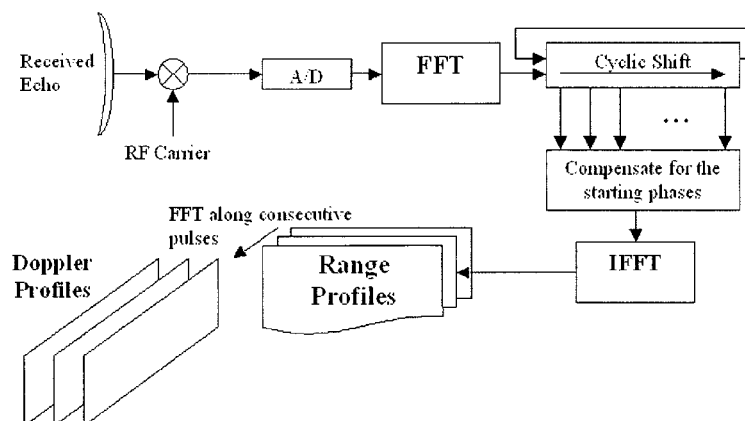 Received
Echo
RF Carrier
A/D
FFT
Cyclic Shift
...
Compensate for the
starting phases
IFFT
Range
Profiles
FFT along consecutive
pulses
Doppler
Profiles